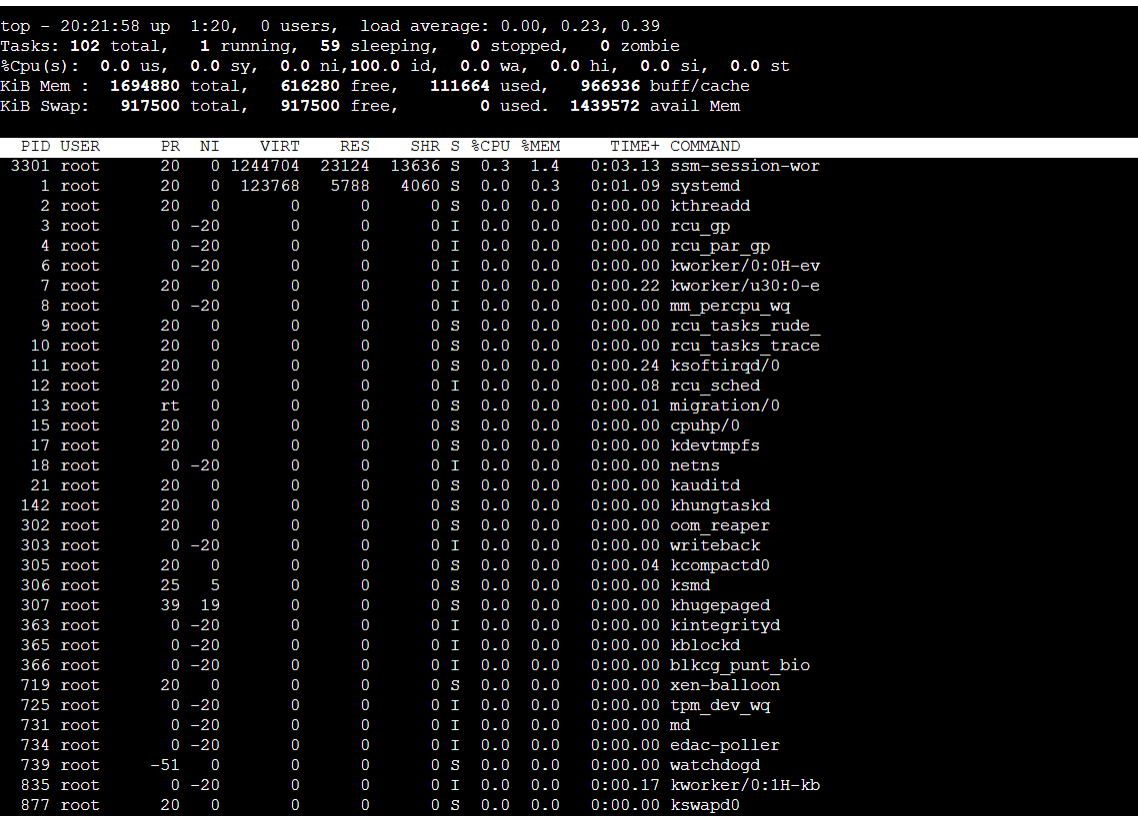 top - 20:21:58 up  1:20,  0 users,  load average: 0.00, 0.23, 0.39
Tasks: 102 total,   1 running,  59 sleeping,   0 stopped,   0 zombie
%Cpu(s):  0.0 us,  0.0 sy,  0.0 ni,100.0 id,  0.0 wa,  0.0 hi,  0.0 si,  0.0 st
KiB Mem :  1694880 total,   616280 free,   111664 used,   966936 buff/cache
KiB Swap:   917500 total,   917500 free,        0 used.  1439572 avail Mem
  PID USER      PR  NI    VIRT    RES    SHR S %CPU %MEM     TIME+ COMMAND
 3301 root      20   0 1244704  23124  13636 S  0.3  1.4   0:03.13 ssm-session-wor
    1 root      20   0  123768   5788   4060 S  0.0  0.3   0:01.09 systemd
    2 root      20   0       0      0      0 S  0.0  0.0   0:00.00 kthreadd
    3 root       0 -20       0      0      0 I  0.0  0.0   0:00.00 rcu_gp
    4 root       0 -20       0      0      0 I  0.0  0.0   0:00.00 rcu_par_gp
    6 root       0 -20       0      0      0 I  0.0  0.0   0:00.00 kworker/0:0H-ev
    7 root      20   0       0      0      0 I  0.0  0.0   0:00.22 kworker/u30:0-e
    8 root       0 -20       0      0      0 I  0.0  0.0   0:00.00 mm_percpu_wq
    9 root      20   0       0      0      0 S  0.0  0.0   0:00.00 rcu_tasks_rude_
   10 root      20   0       0      0      0 S  0.0  0.0   0:00.00 rcu_tasks_trace
   11 root      20   0       0      0      0 S  0.0  0.0   0:00.24 ksoftirqd/0
   12 root      20   0       0      0      0 I  0.0  0.0   0:00.08 rcu_sched
   13 root      rt   0       0      0      0 S  0.0  0.0   0:00.01 migration/0
   15 root      20   0       0      0      0 S  0.0  0.0   0:00.00 cpuhp/0
   17 root      20   0       0      0      0 S  0.0  0.0   0:00.00 kdevtmpfs
   18 root       0 -20       0      0      0 I  0.0  0.0   0:00.00 netns
   21 root      20   0       0      0      0 S  0.0  0.0   0:00.00 kauditd
  142 root      20   0       0      0      0 S  0.0  0.0   0:00.00 khungtaskd
  302 root      20   0       0      0      0 S  0.0  0.0   0:00.00 oom_reaper
  303 root       0 -20       0      0      0 I  0.0  0.0   0:00.00 writeback
  305 root      20   0       0      0      0 S  0.0  0.0   0:00.04 kcompactd0
  306 root      25   5       0      0      0 S  0.0  0.0   0:00.00 ksmd
  307 root      39  19       0      0      0 S  0.0  0.0   0:00.00 khugepaged
  363 root       0 -20       0      0      0 I  0.0  0.0   0:00.00 kintegrityd
  365 root       0 -20       0      0      0 I  0.0  0.0   0:00.00 kblockd
  366 root       0 -20       0      0      0 I  0.0  0.0   0:00.00 blkcg_punt_bio
  719 root      20   0       0      0      0 S  0.0  0.0   0:00.00 xen-balloon
  725 root       0 -20       0      0      0 I  0.0  0.0   0:00.00 tpm_dev_wq
  731 root       0 -20       0      0      0 I  0.0  0.0   0:00.00 md
  734 root       0 -20       0      0      0 I  0.0  0.0   0:00.00 edac-poller
  739 root     -51   0       0      0      0 S  0.0  0.0   0:00.00 watchdogd
  835 root       0 -20       0      0      0 I  0.0  0.0   0:00.17 kworker/0:1H-kb
  877 root      20   0       0      0      0 S  0.0  0.0   0:00.00 kswapd0